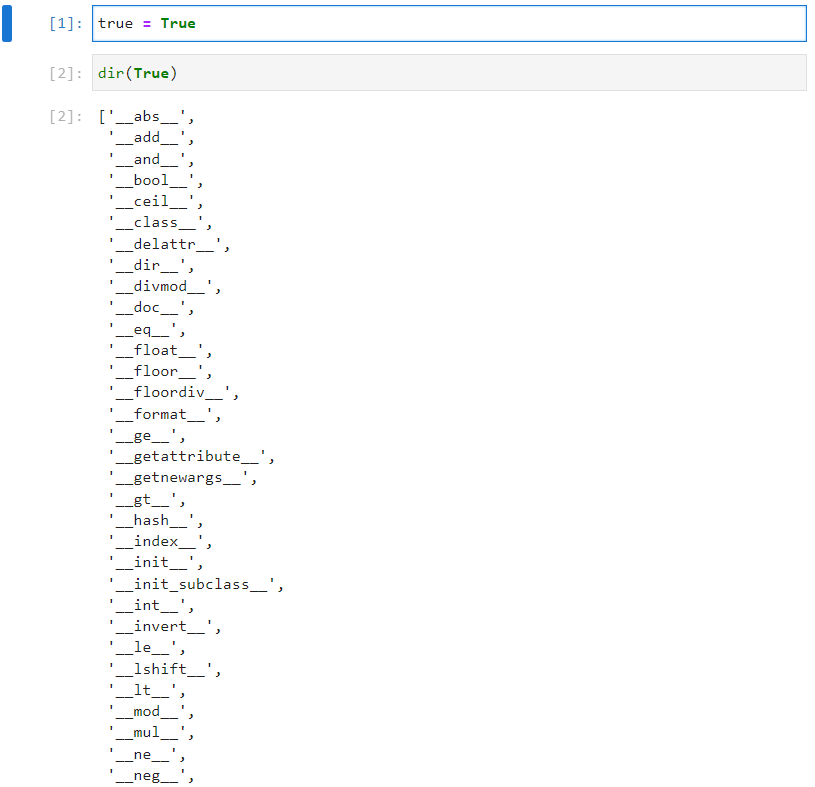 [1]: true = True
[2]: dir(True)
[2]: ['__abs__',
'__add__',
'__and__',
'__bool__',
'__ceil__',
'__class__',
'__delattr__',
'__dir__',
'__divmod__',
'__doc__',
'__eq__',
'__float__',
'__floor__',
'__floordiv__',
'__format__',
'__ge__',
'__getattribute__',
'__getnewargs__',
'__gt__',
'__hash__',
'__index__',
'__init__',
'__init_subclass__',
'__int__',
'__invert__',
'__le__',
'__lshift__',
'__lt__',
'__mod__',
'__mul__',
'__ne__',
'__neg__',